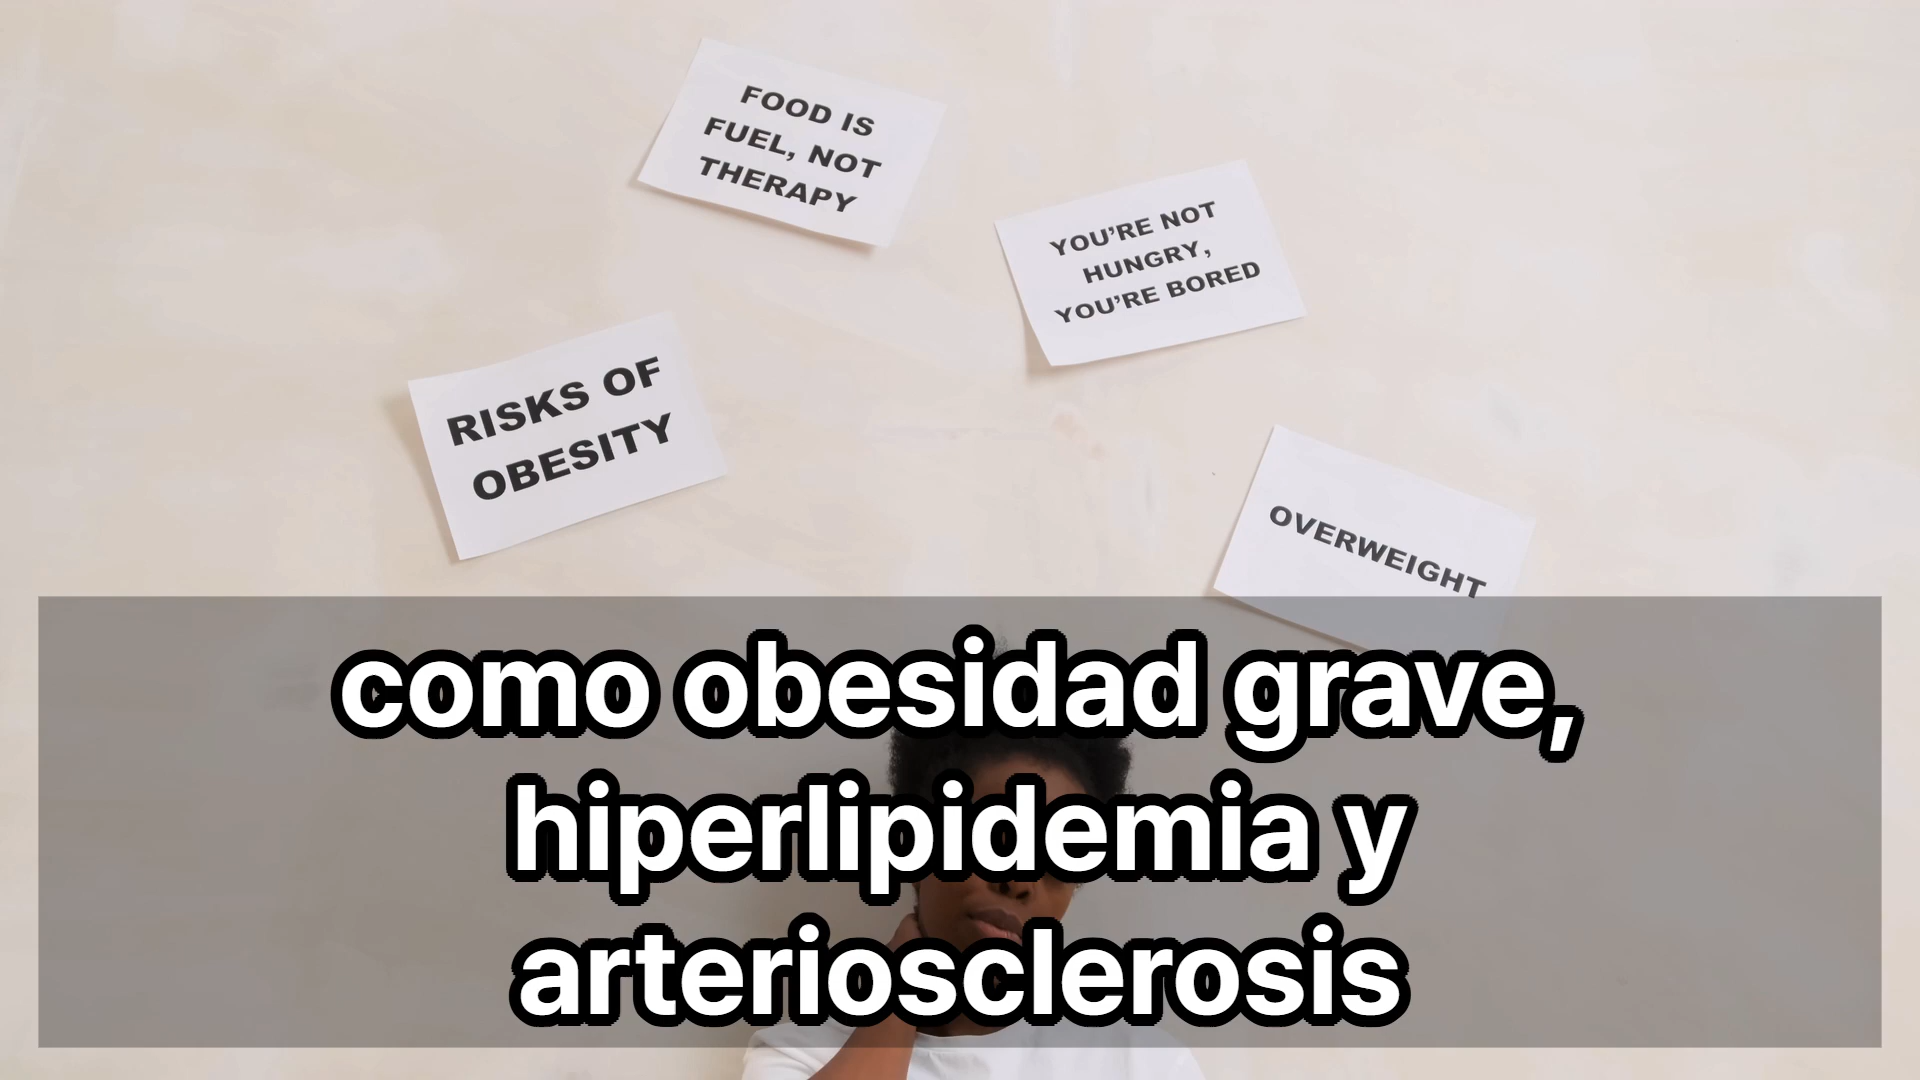 FOOD IS
FUEL, NOT
THERAPY
YOU'RE NOT
HUNGRY,
YOU'RE BORED
RISKS OF
OBESITY
OVERWEIGHT
como obesidad grave,
hiperlipidemia y
arteriosclerosis